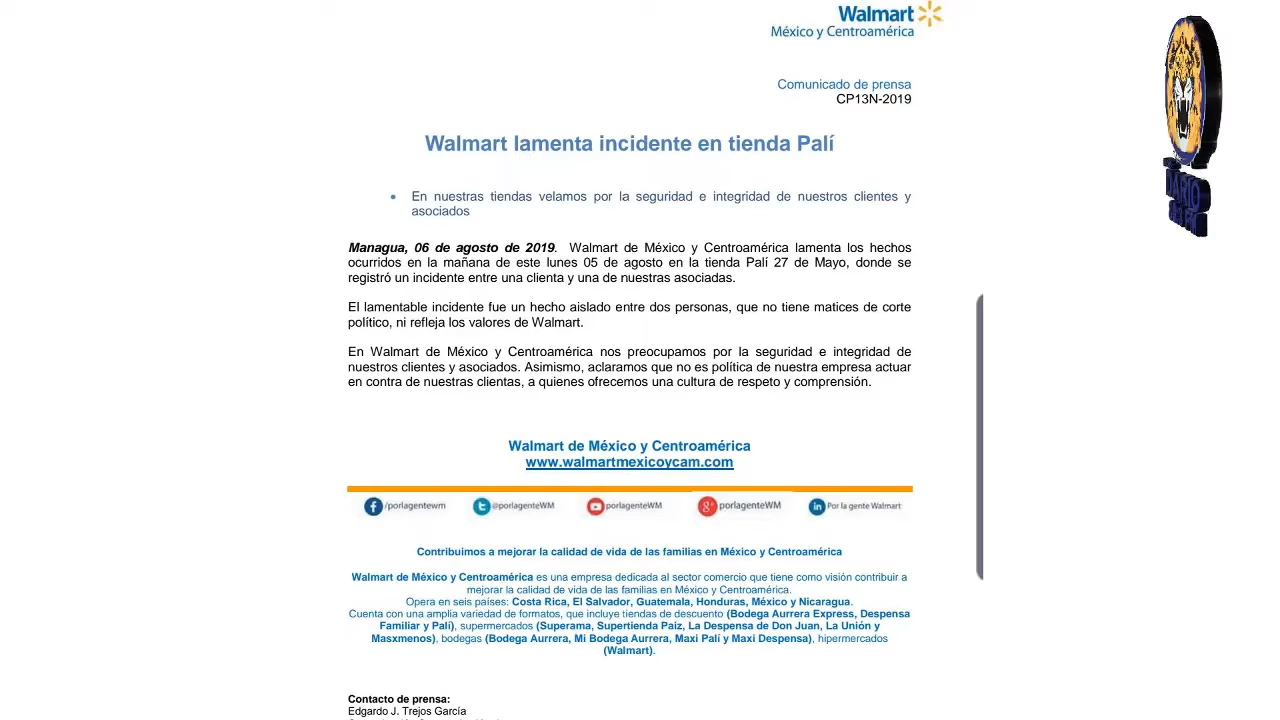 Walmart
México y Centroamérica
Comunicado de prensa
CP13N-2019
Walmart lamenta incidente en tienda Palí
• En nuestras tiendas velamos por la seguridad e integridad de nuestros clientes y
asociados
Managua, 06 de agosto de 2019. Walmart de México y Centroamérica lamenta los hechos
ocurridos en la mañana de este lunes 05 de agosto en la tienda Palí 27 de Mayo, donde se
registró un incidente entre una clienta y una de nuestras asociadas.
El lamentable incidente fue un hecho aislado entre dos personas, que no tiene matices de corte
político, ni refleja los valores de Walmart.
En Walmart de México y Centroamérica nos preocupamos por la seguridad e integridad de
nuestros clientes y asociados. Asimismo, aclaramos que no es política de nuestra empresa actuar
en contra de nuestras clientas, a quienes ofrecemos una cultura de respeto y comprensión.
Walmart de México y Centroamérica
www.walmartmexicoycam.com
/porlagentewm @porlagenteWM porlagenteWM porlagenteWM Por la gente Walmart
Contribuimos a mejorar la calidad de vida de las familias en México y Centroamérica
Walmart de México y Centroamérica es una empresa dedicada al sector comercio que tiene como visión contribuir a
mejorar la calidad de vida de las familias en México y Centroamérica.
Opera en seis países: Costa Rica, El Salvador, Guatemala, Honduras, México y Nicaragua.
Cuenta con una amplia variedad de formatos, que incluye tiendas de descuento (Bodega Aurrera Express, Despensa
Familiar y Palí), supermercados (Superama, Supertienda Paiz, La Despensa de Don Juan, La Unión y
Masxmenos), bodegas (Bodega Aurrera, Mi Bodega Aurrera, Maxi Palí y Maxi Despensa), hipermercados
(Walmart).
Contacto de prensa:
Edgardo J. Trejos García